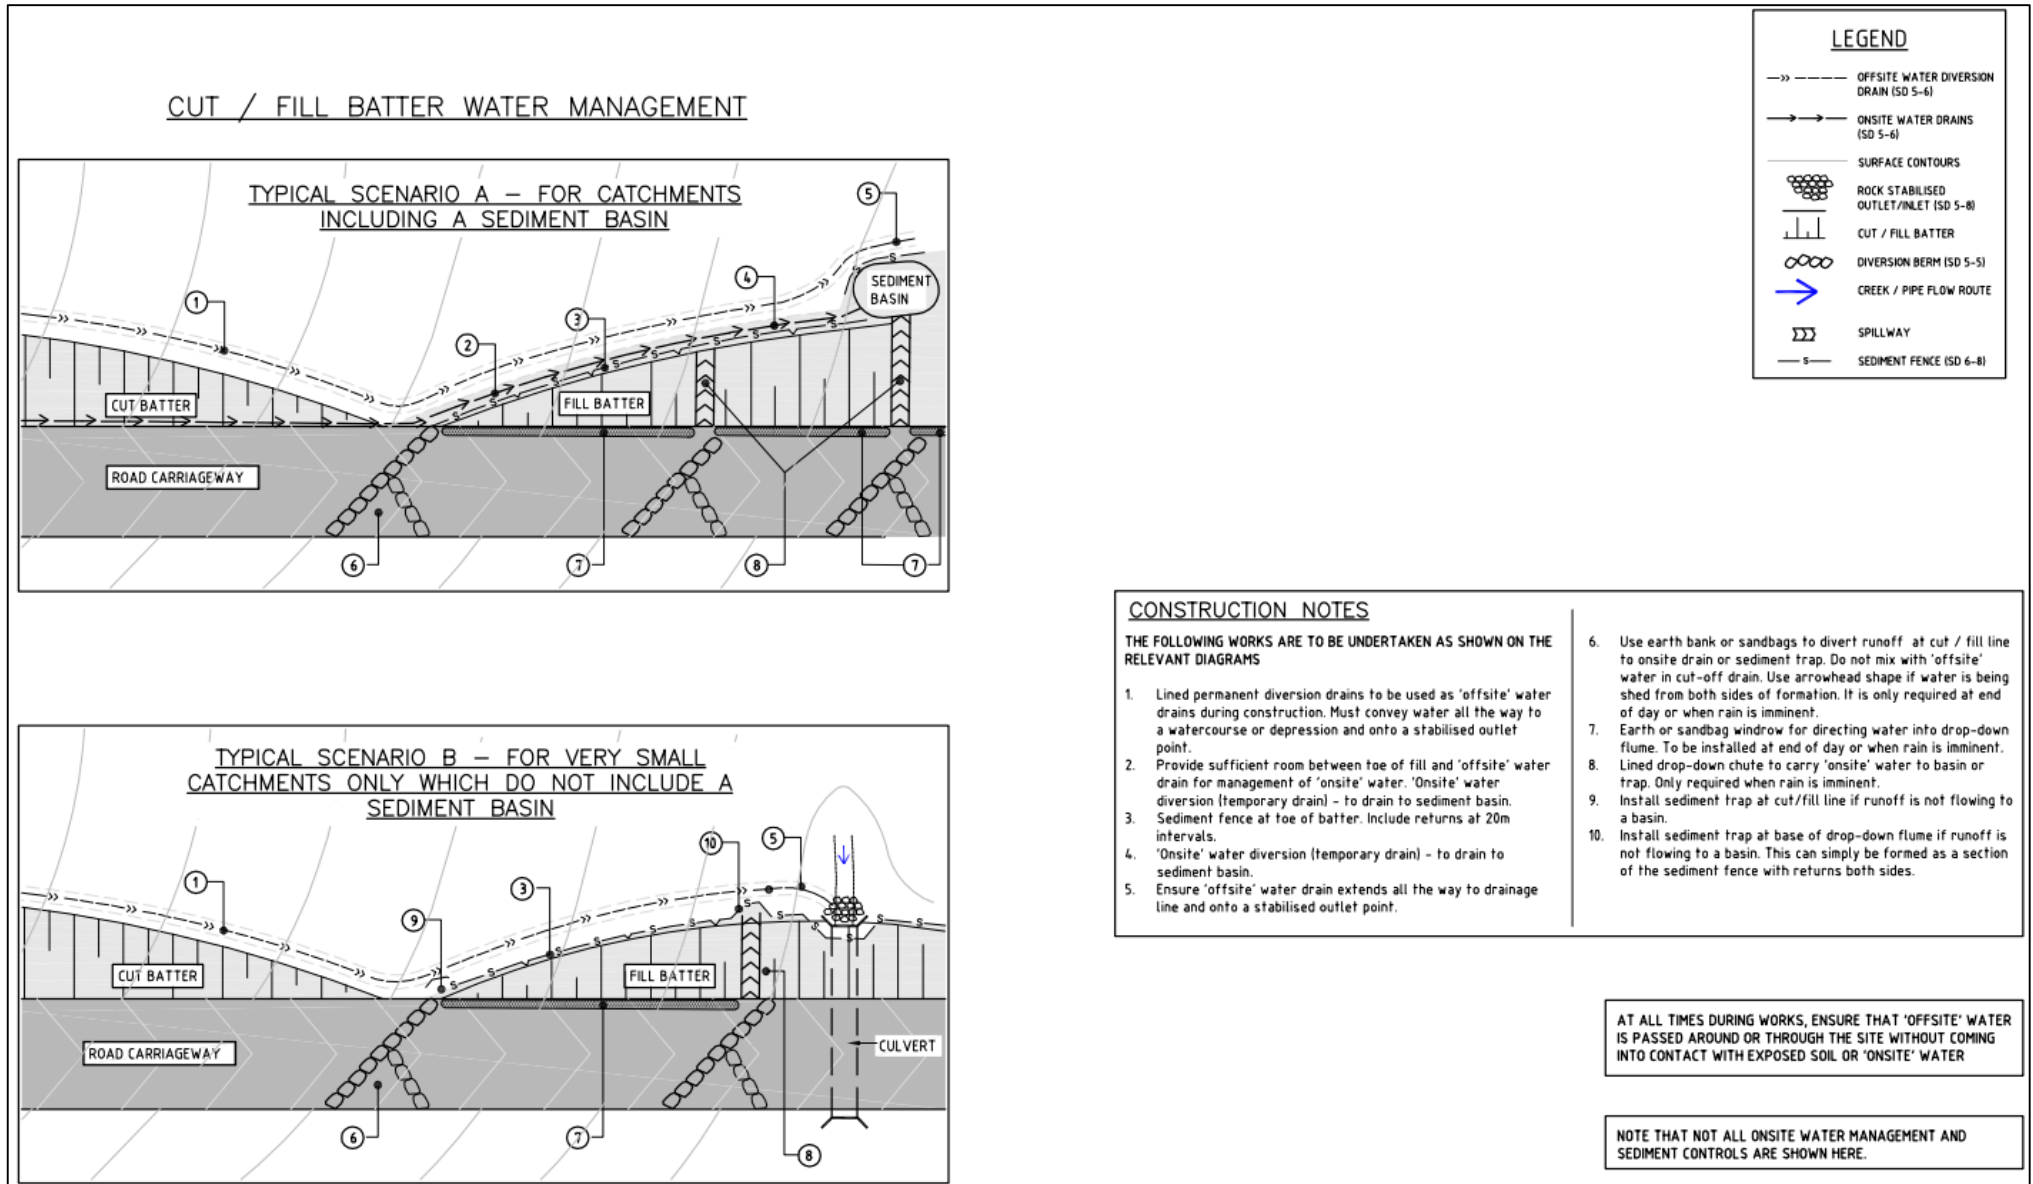 CUT / FILL BATTER WATER MANAGEMENT
TYPICAL SCENARIO A – FOR CATCHMENTS
INCLUDING A SEDIMENT BASIN
5
4
SEDIMENT
BASIN
1
3
2
CUT BATTER
FILL BATTER
ROAD CARRIAGEWAY
6
7
8
7
TYPICAL SCENARIO B – FOR VERY SMALL
CATCHMENTS ONLY WHICH DO NOT INCLUDE A
SEDIMENT BASIN
10
5
1
3
9
CUT BATTER
FILL BATTER
ROAD CARRIAGEWAY
CULVERT
6
7
8
LEGEND
OFFSITE WATER DIVERSION
DRAIN (SD 5-6)
ONSITE WATER DRAINS
(SD 5-6)
SURFACE CONTOURS
ROCK STABILISED
OUTLET/INLET (SD 5-8)
CUT / FILL BATTER
DIVERSION BERM (SD 5-5)
CREEK / PIPE FLOW ROUTE
SPILLWAY
S
SEDIMENT FENCE (SD 6-8)
CONSTRUCTION NOTES
THE FOLLOWING WORKS ARE TO BE UNDERTAKEN AS SHOWN ON THE
RELEVANT DIAGRAMS
1. Lined permanent diversion drains to be used as 'offsite' water
drains during construction. Must convey water all the way to
a watercourse or depression and onto a stabilised outlet
point.
2. Provide sufficient room between toe of fill and 'offsite' water
drain for management of 'onsite' water. 'Onsite' water
diversion (temporary drain) - to drain to sediment basin.
3. Sediment fence at toe of batter. Include returns at 20m
intervals.
4. 'Onsite' water diversion (temporary drain) - to drain to
sediment basin.
5. Ensure 'offsite' water drain extends all the way to drainage
line and onto a stabilised outlet point.
6. Use earth bank or sandbags to divert runoff at cut / fill line
to onsite drain or sediment trap. Do not mix with 'offsite'
water in cut-off drain. Use arrowhead shape if water is being
shed from both sides of formation. It is only required at end
of day or when rain is imminent.
7. Earth or sandbag windrow for directing water into drop-down
flume. To be installed at end of day or when rain is imminent.
8. Lined drop-down chute to carry 'onsite' water to basin or
trap. Only required when rain is imminent.
9. Install sediment trap at cut/fill line if runoff is not flowing to
a basin.
10. Install sediment trap at base of drop-down flume if runoff is
not flowing to a basin. This can simply be formed as a section
of the sediment fence with returns both sides.
AT ALL TIMES DURING WORKS, ENSURE THAT 'OFFSITE' WATER
IS PASSED AROUND OR THROUGH THE SITE WITHOUT COMING
INTO CONTACT WITH EXPOSED SOIL OR 'ONSITE' WATER
NOTE THAT NOT ALL ONSITE WATER MANAGEMENT AND
SEDIMENT CONTROLS ARE SHOWN HERE.